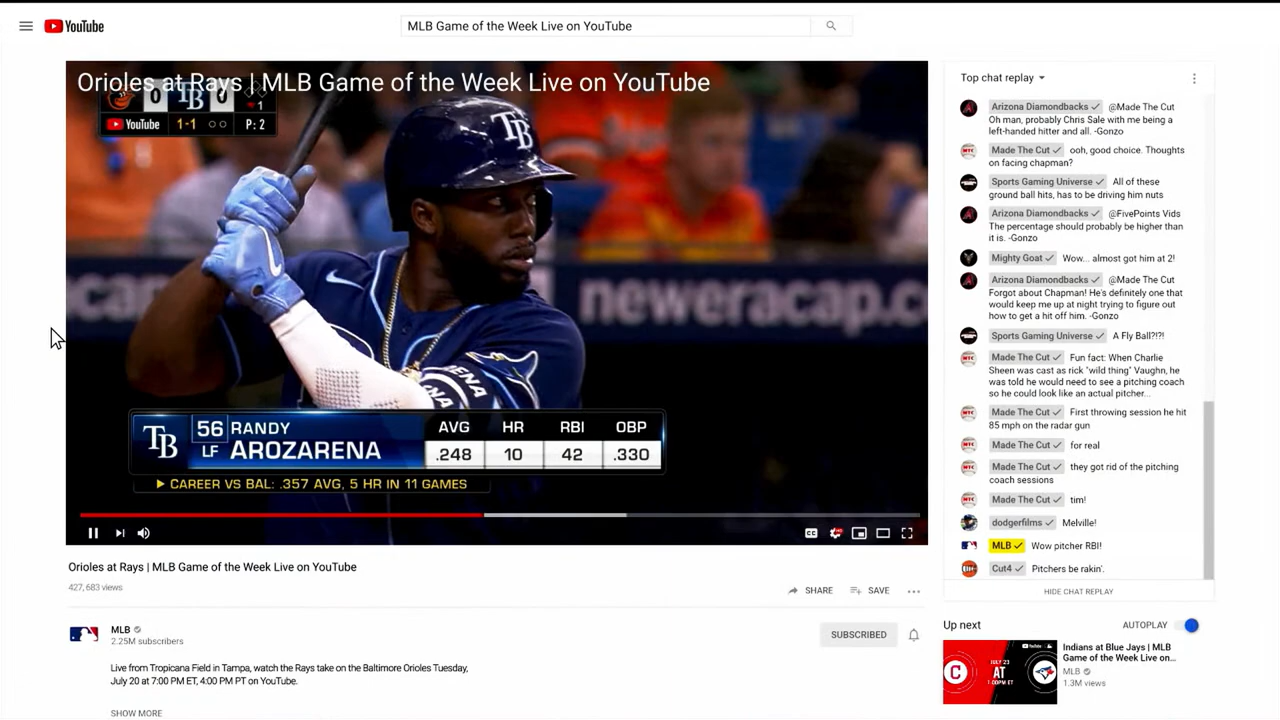 YouTube
MLB Game of the Week Live on YouTube
Orioles at Rays | MLB Game of the Week Live on YouTube
0 TB 0
1
YouTube 1-1 P: 2
TB
neweracap.c
cap.
ARENA
TB 56 RANDY
LF AROZARENA
AVG HR RBI OBP
.248 10 42 .330
CAREER VS BAL: .357 AVG, 5 HR IN 11 GAMES
CC
Orioles at Rays | MLB Game of the Week Live on YouTube
427,683 views
SHARE SAVE
MLB
2.25M subscribers
SUBSCRIBED
Live from Tropicana Field in Tampa, watch the Rays take on the Baltimore Orioles Tuesday,
July 20 at 7:00 PM ET, 4:00 PM PT on YouTube.
SHOW MORE
Top chat replay
Arizona Diamondbacks @Made The Cut
Oh man, probably Chris Sale with me being a
left-handed hitter and all. -Gonzo
Made The Cut ooh, good choice. Thoughts
on facing chapman?
Sports Gaming Universe All of these
ground ball hits, has to be driving him nuts
Arizona Diamondbacks @FivePoints Vids
The percentage should probably be higher than
it is. -Gonzo
Mighty Goat Wow... almost got him at 2!
Arizona Diamondbacks @Made The Cut
Forgot about Chapman! He's definitely one that
would keep me up at night trying to figure out
how to get a hit off him. -Gonzo
Sports Gaming Universe A Fly Ball?!?!
Made The Cut Fun fact: When Charlie
Sheen was cast as rick "wild thing" Vaughn, he
was told he would need to see a pitching coach
so he could look like an actual pitcher...
Made The Cut First throwing session he hit
85 mph on the radar gun
Made The Cut for real
Made The Cut they got rid of the pitching
coach sessions
Made The Cut tim!
dodgerfilms Melville!
MLB Wow pitcher RBI!
Cut4 Pitchers be rakin'.
HIDE CHAT REPLAY
Up next AUTOPLAY
JULY 23
AT
1:00PM ET
YouTube
Indians at Blue Jays | MLB
Game of the Week Live on...
MLB
1.3M views